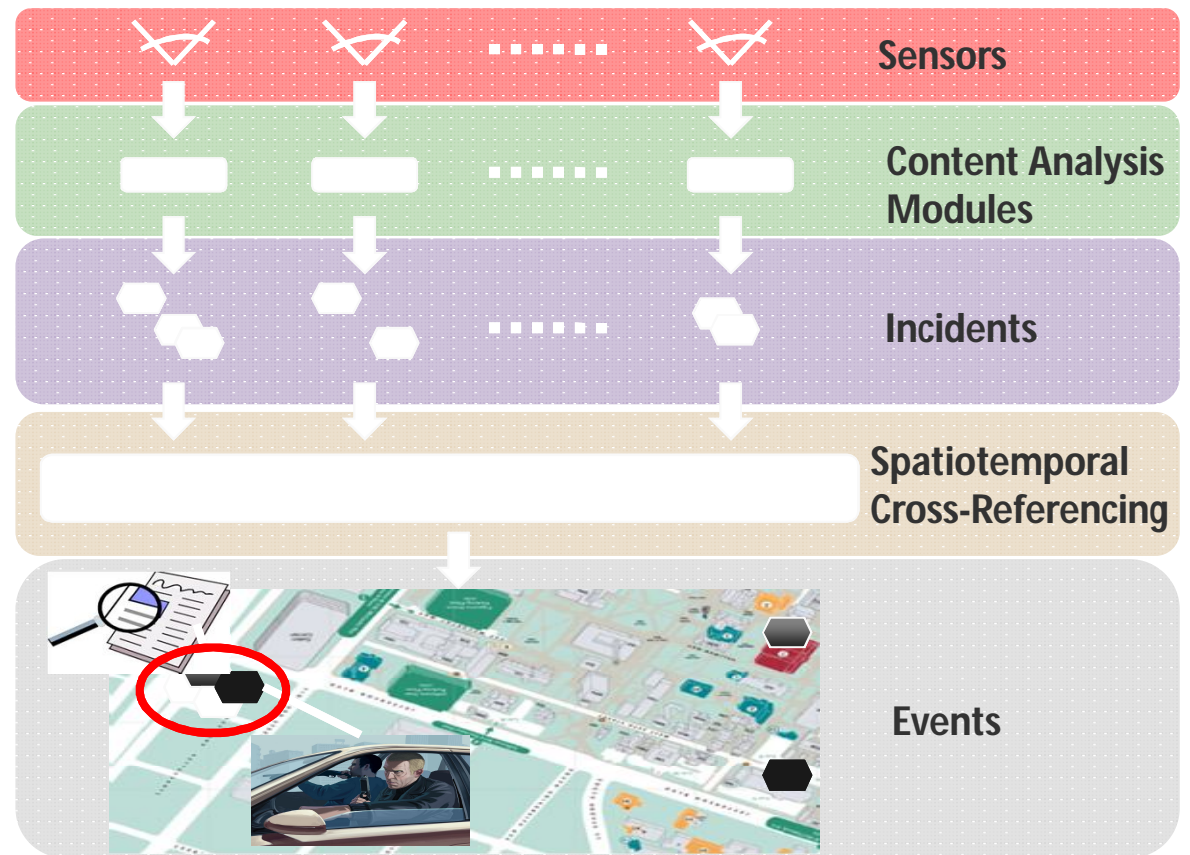 Sensors
Content Analysis
Modules
Incidents
Spatiotemporal
Cross-Referencing
Events